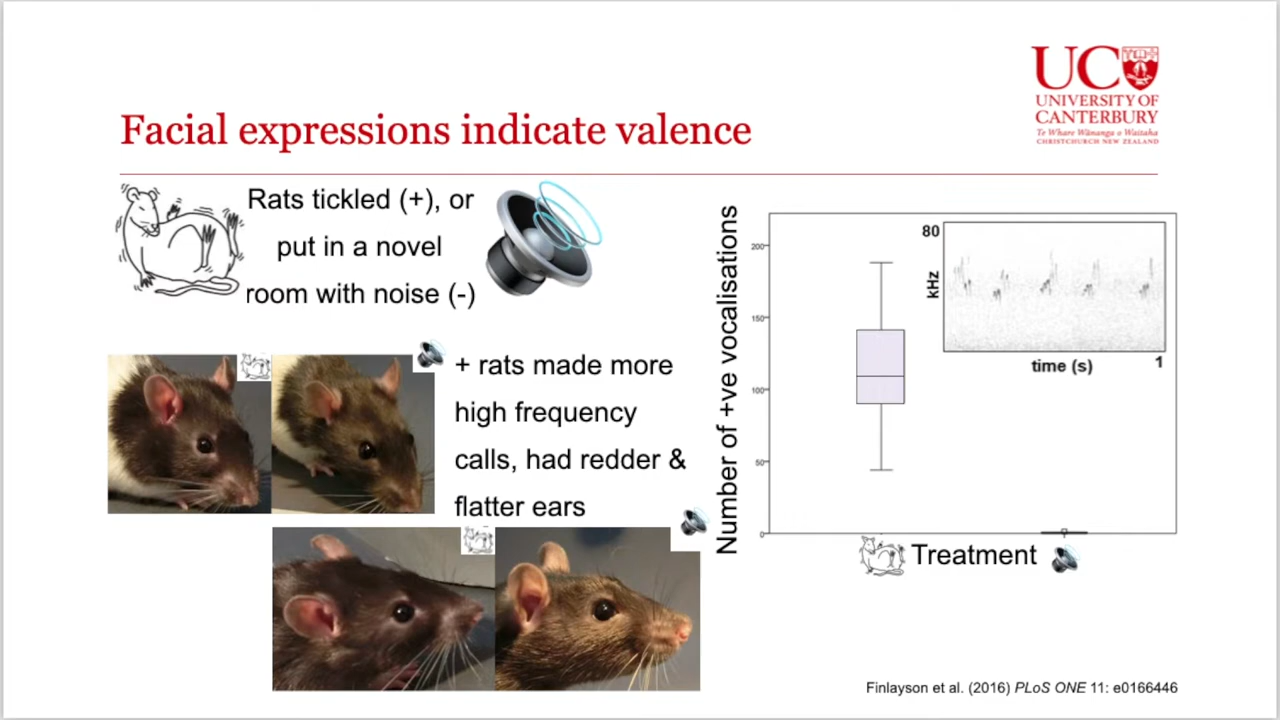 UC
UNIVERSITY OF
CANTERBURY
Te Whare Wānanga o Waitaha
CHRISTCHURCH NEW ZEALAND
Facial expressions indicate valence
Rats tickled (+), or
put in a novel
room with noise (-)
+ rats made more
high frequency
calls, had redder &
flatter ears
Number of +ve vocalisations
200
150
100
50
0
80
kHz
time (s)
1
Treatment
Finlayson et al. (2016) PLoS ONE 11: e0166446